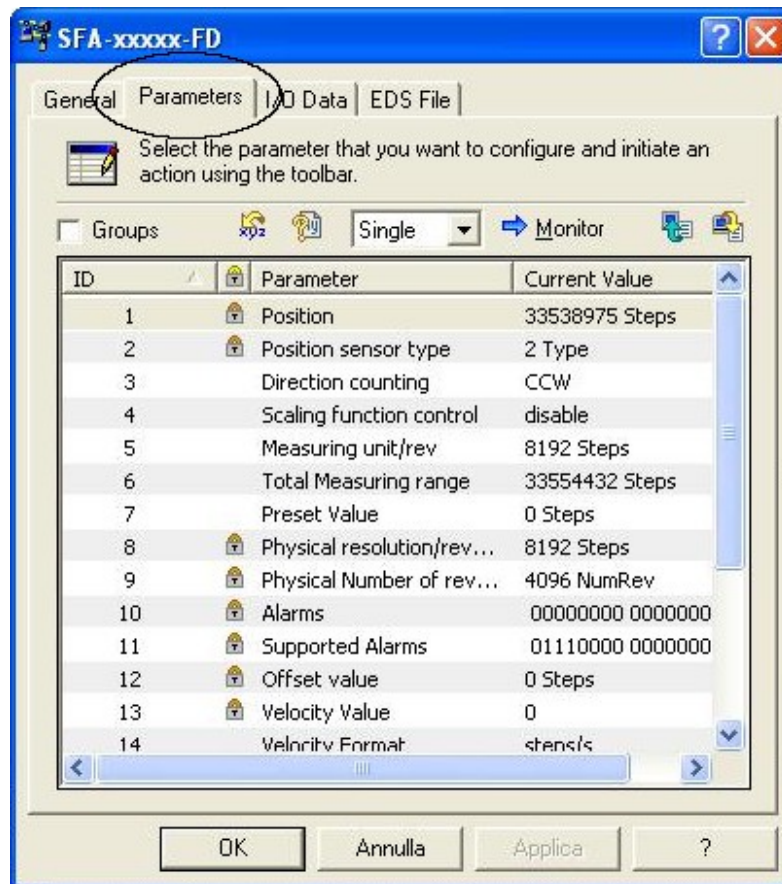 SFA-xxxxx-FD
General Parameters I/O Data EDS File
Select the parameter that you want to configure and initiate an
action using the toolbar.
Groups Single Monitor
ID Parameter Current Value
1 Position 33538975 Steps
2 Position sensor type 2 Type
3 Direction counting CCW
4 Scaling function control disable
5 Measuring unit/rev 8192 Steps
6 Total Measuring range 33554432 Steps
7 Preset Value 0 Steps
8 Physical resolution/rev... 8192 Steps
9 Physical Number of rev... 4096 NumRev
10 Alarms 00000000 0000000
11 Supported Alarms 01110000 0000000
12 Offset value 0 Steps
13 Velocity Value 0
14 Velocity Format steps/s
OK Annulla Applica ?